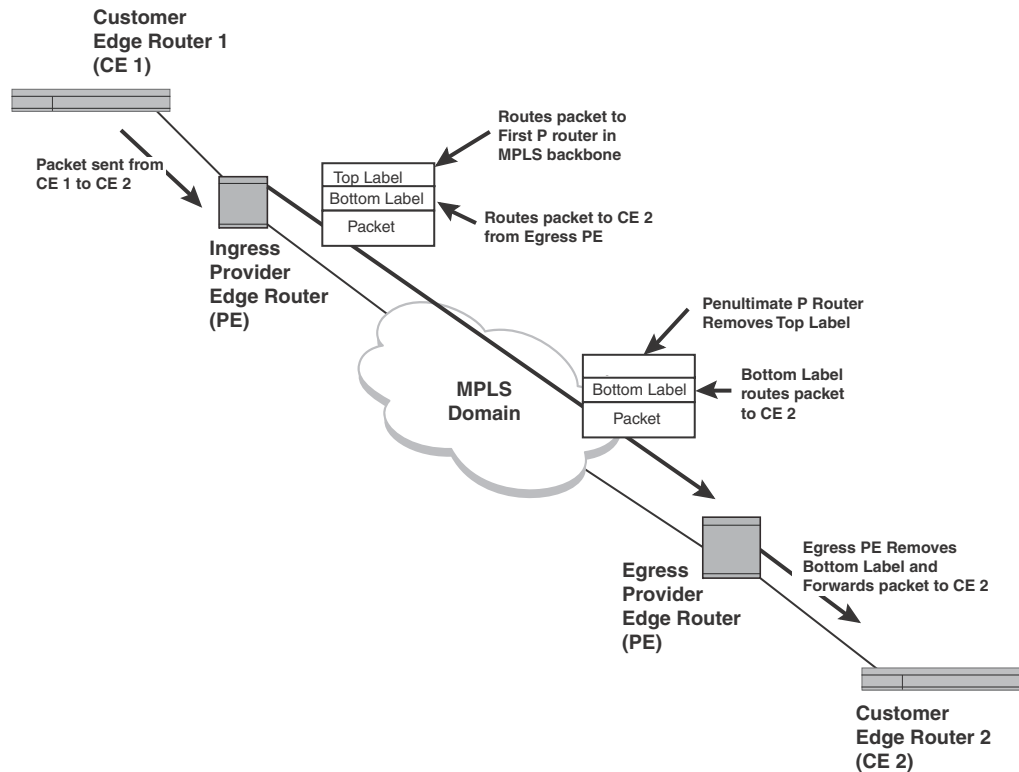 Customer
Edge Router 1
(CE 1)
Packet sent from
CE 1 to CE 2
Routes packet to
First P router in
MPLS backbone
Top Label
Bottom Label
Packet
Routes packet to CE 2
from Egress PE
Ingress
Provider
Edge Router
(PE)
Penultimate P Router
Removes Top Label
MPLS
Domain
Bottom Label
Packet
Bottom Label
routes packet
to CE 2
Egress
Provider
Edge Router
(PE)
Egress PE Removes
Bottom Label and
Forwards packet to CE 2
Customer
Edge Router 2
(CE 2)